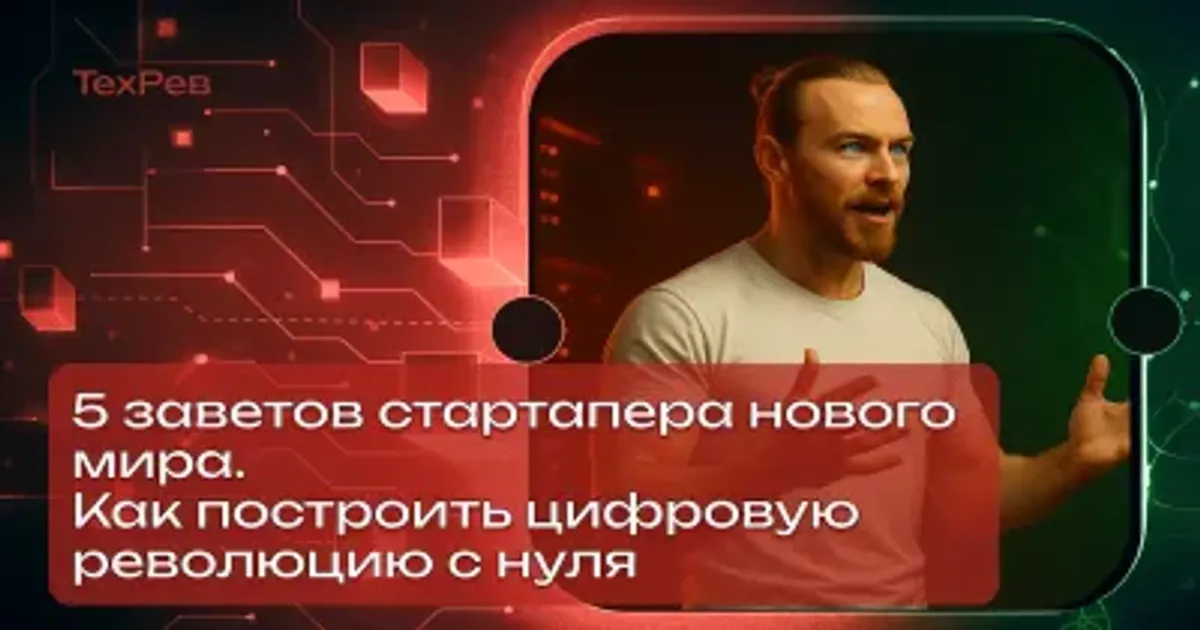 ТехРев
5 заветов стартапера нового
мира.
Как построить цифровую
революцию с нуля